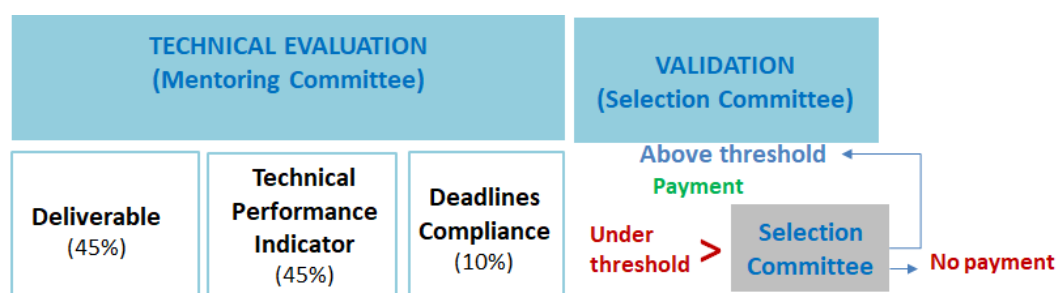 TECHNICAL EVALUATION
(Mentoring Committee)
VALIDATION
(Selection Committee)
Deliverable
(45%)
Technical
Performance
Indicator
(45%)
Deadlines
Compliance
(10%)
Above threshold
Payment
Under
threshold
>
Selection
Committee
No payment